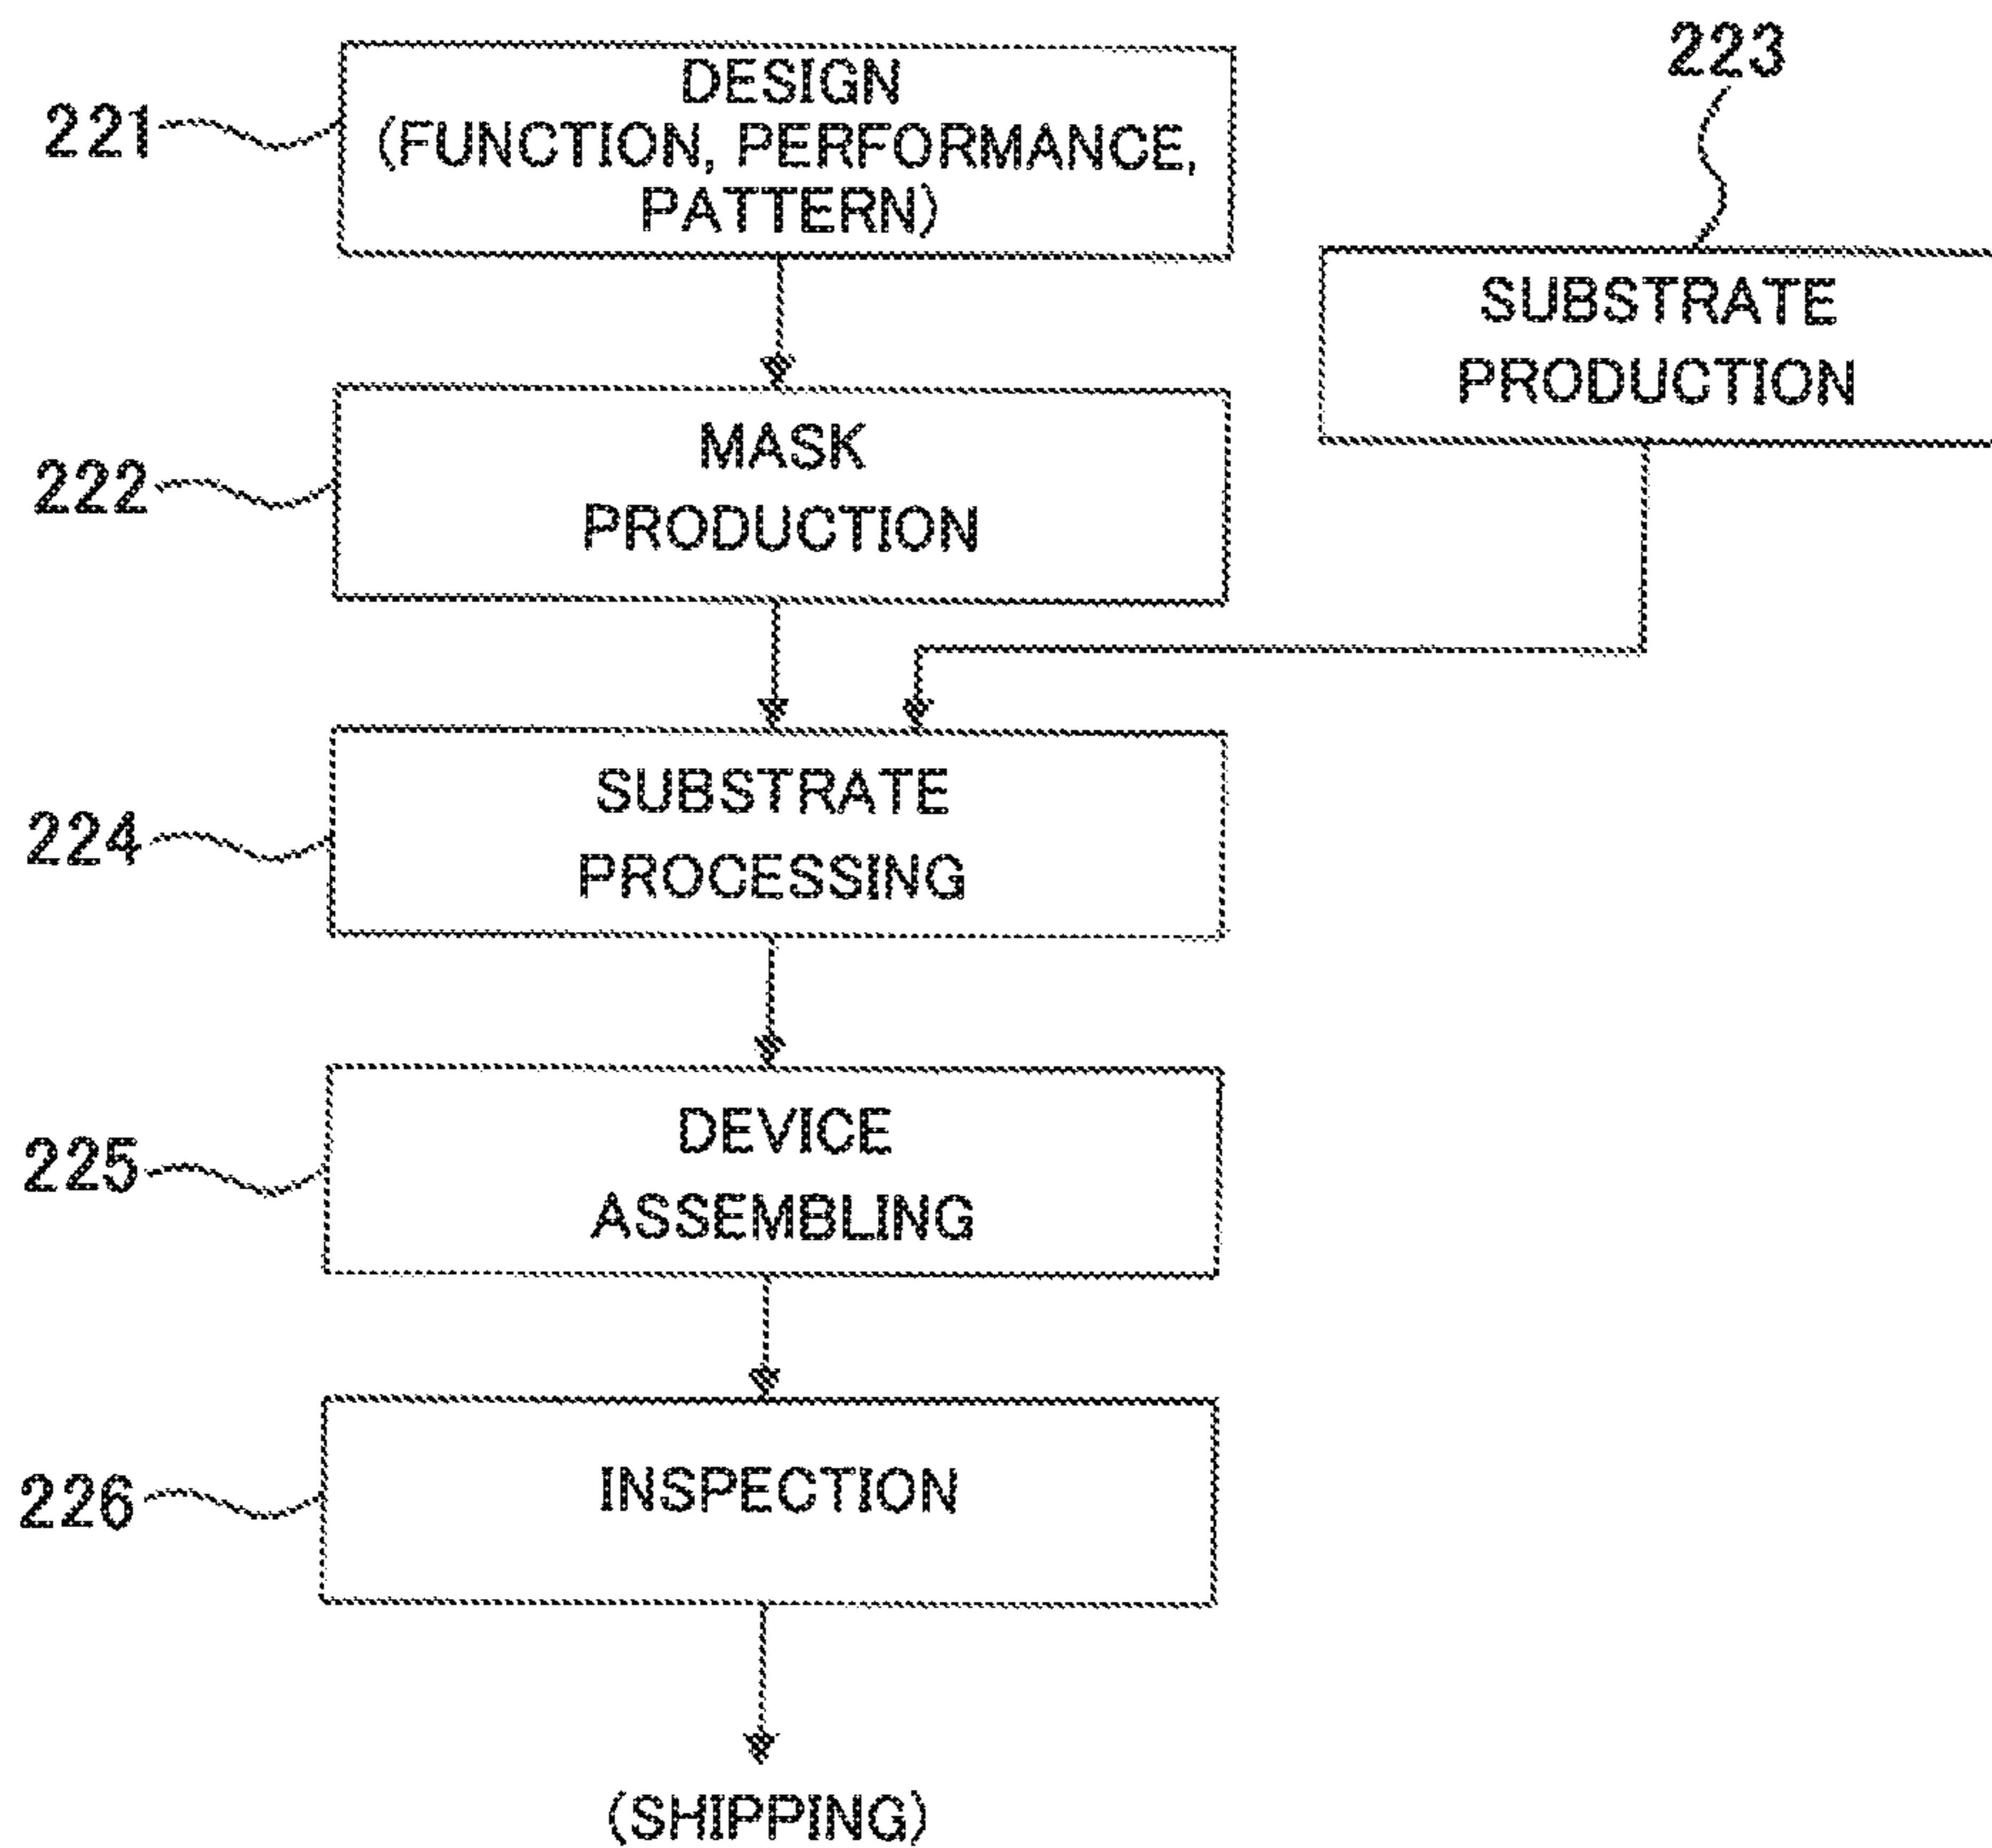 221
DESIGN
(FUNCTION, PERFORMANCE,
PATTERN)
223
SUBSTRATE
PRODUCTION
222
MASK
PRODUCTION
224
SUBSTRATE
PROCESSING
225
DEVICE
ASSEMBLING
226
INSPECTION
(SHIPPING)